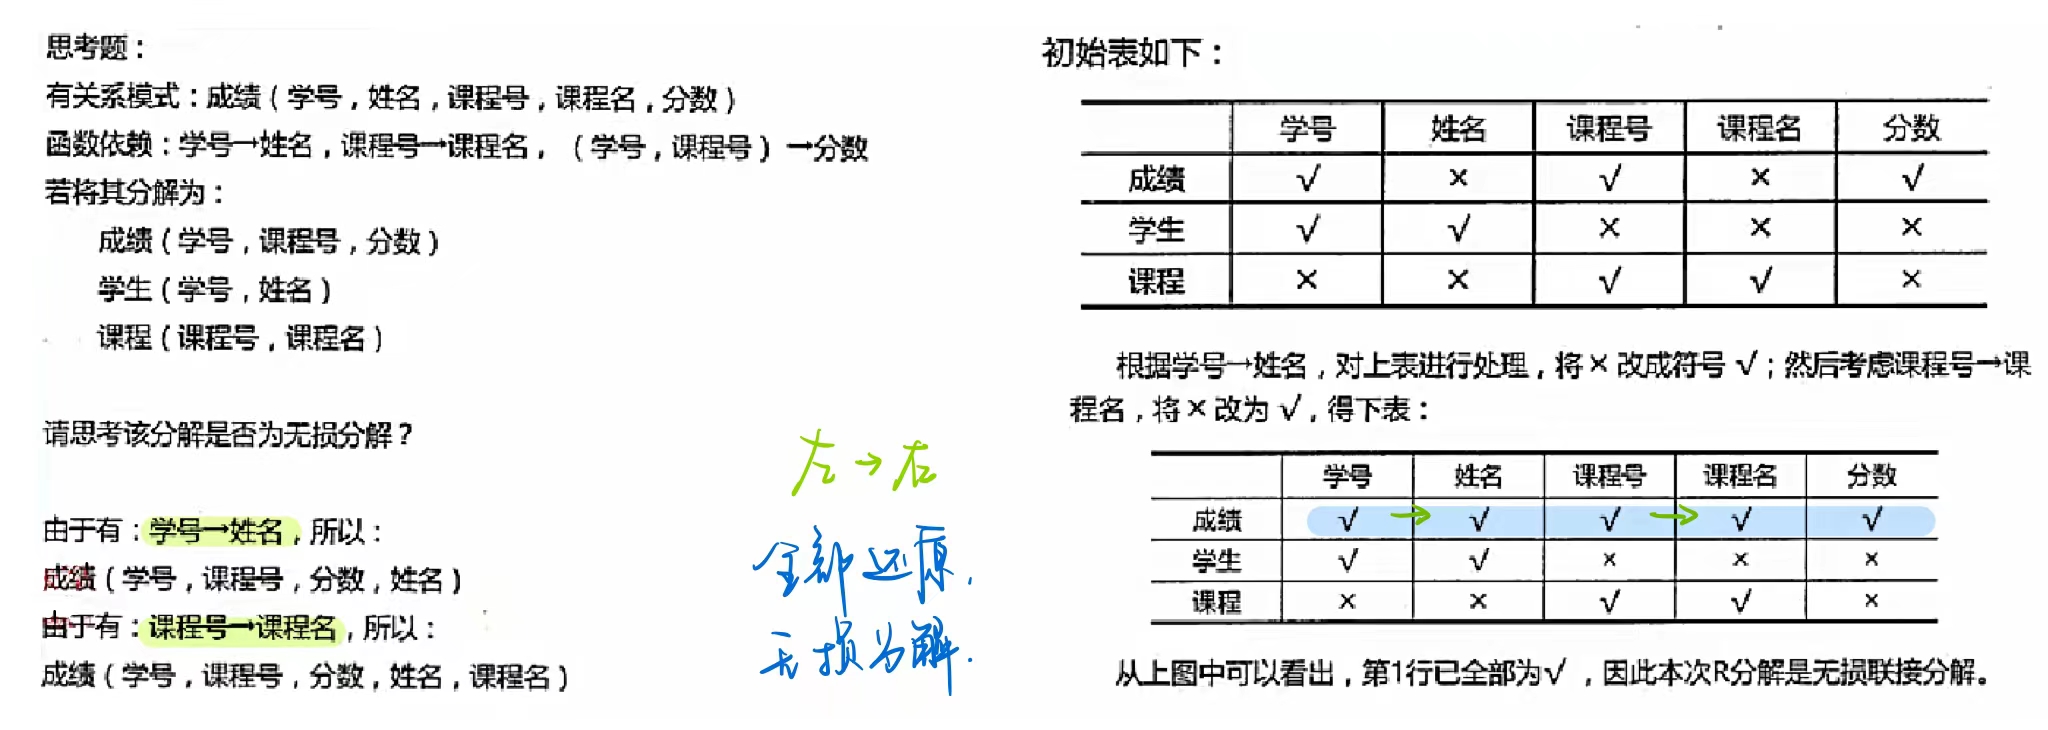 思考题：
有关系模式：成绩（学号，姓名，课程号，课程名，分数）
函数依赖：学号→姓名，课程号→课程名，（学号，课程号）→分数
若将其分解为：
成绩（学号，课程号，分数）
学生（学号，姓名）
课程（课程号，课程名）
请思考该分解是否为无损分解？
由于有：学号→姓名，所以：
成绩（学号，课程号，分数，姓名）
由于有：课程号→课程名，所以：
成绩（学号，课程号，分数，姓名，课程名）
左→右
全部还原，
无损分解.
初始表如下：
学号 姓名 课程号 课程名 分数
成绩 √ × √ × √
学生 √ √ × × ×
课程 × × √ √ ×
根据学号→姓名，对上表进行处理，将×改成符号√；然后考虑课程号→课
程名，将×改为√，得下表：
学号 姓名 课程号 课程名 分数
成绩 √ → √ √ → √ √
学生 √ √ × × ×
课程 × × √ √ ×
从上图中可以看出，第1行已全部为√，因此本次R分解是无损联接分解。